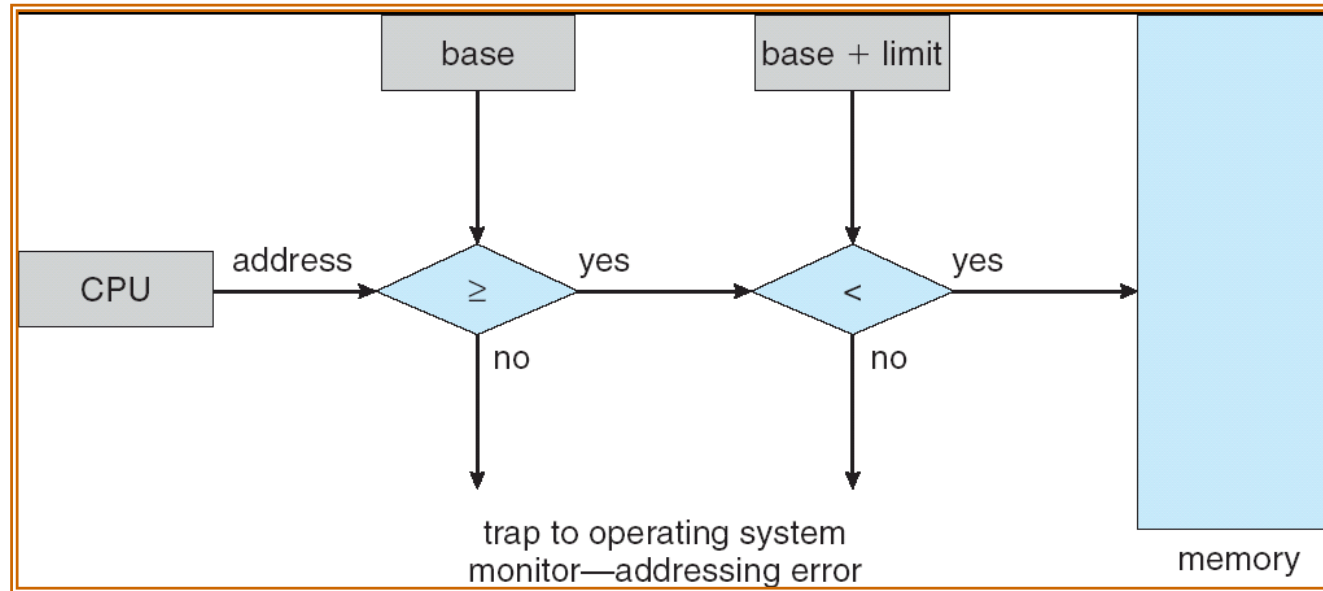 base
base + limit
CPU
address
≥
yes
<
yes
no
no
trap to operating system
monitor—addressing error
memory